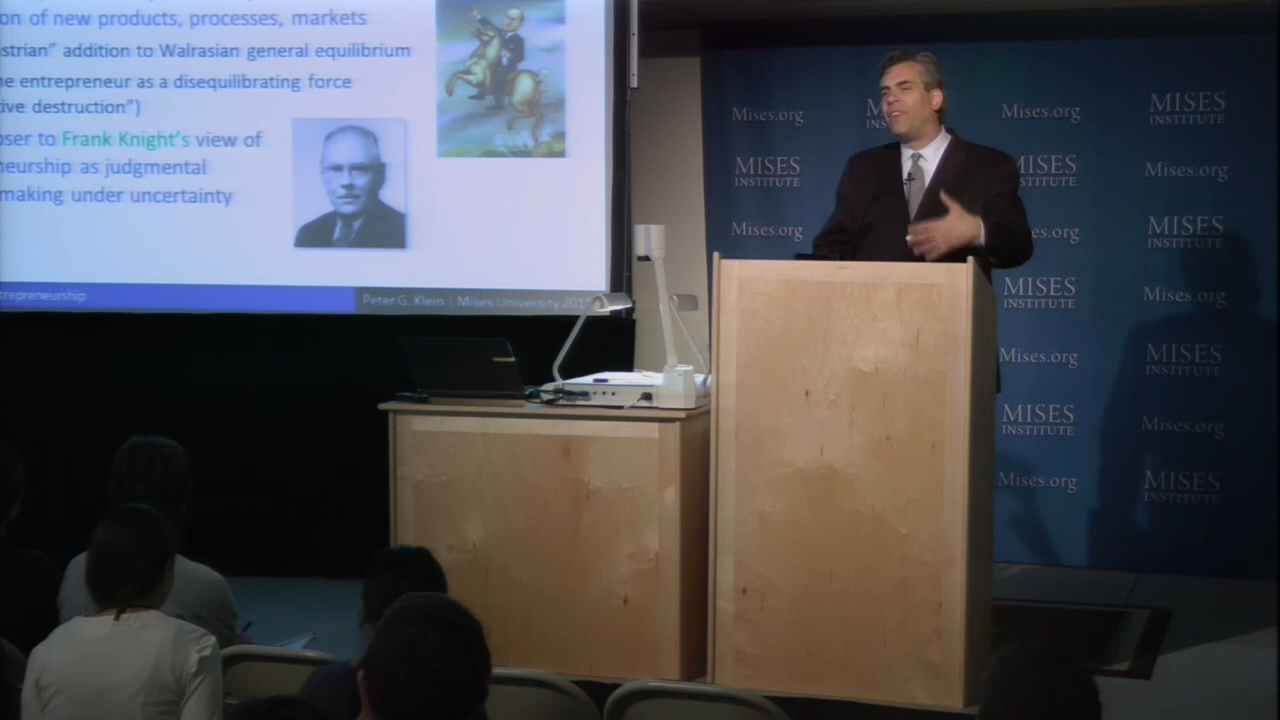 on of new products, processes, markets
strian" addition to Walrasian general equilibrium
e entrepreneur as a disequilibrating force
tive destruction")
oser to Frank Knight's view of
neurship as judgmental
making under uncertainty
trepreneurship
Peter G. Klein | Mises University 201
Mises.org
Mises.org
MISES
INSTITUTE
MISES
INSTITUTE
MISES
INSTITUTE
Mises.org
Mises.org
es.org
MISES
INSTITUTE
MISES
INSTITUTE
Mises.org
Mises.org
MISES
INSTITUTE
MISES
INSTITUTE
Mises.org
Mises.org
MISES
INSTITUTE